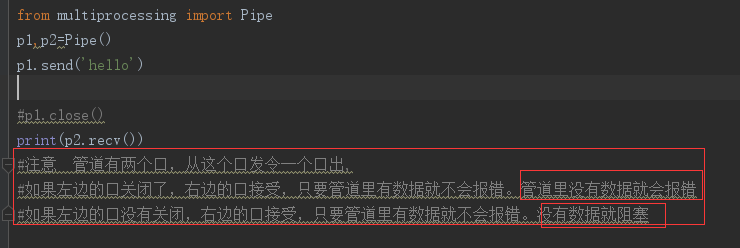 from multiprocessing import Pipe
p1,p2=Pipe()
p1.send('hello')
#p1.close()
print(p2.recv())
#注意 管道有两个口，从这个口发令一个口出，
#如果左边的口关闭了，右边的口接受，只要管道里有数据就不会报错。管道里没有数据就会报错
#如果左边的口没有关闭，右边的口接受，只要管道里有数据就不会报错。没有数据就阻塞